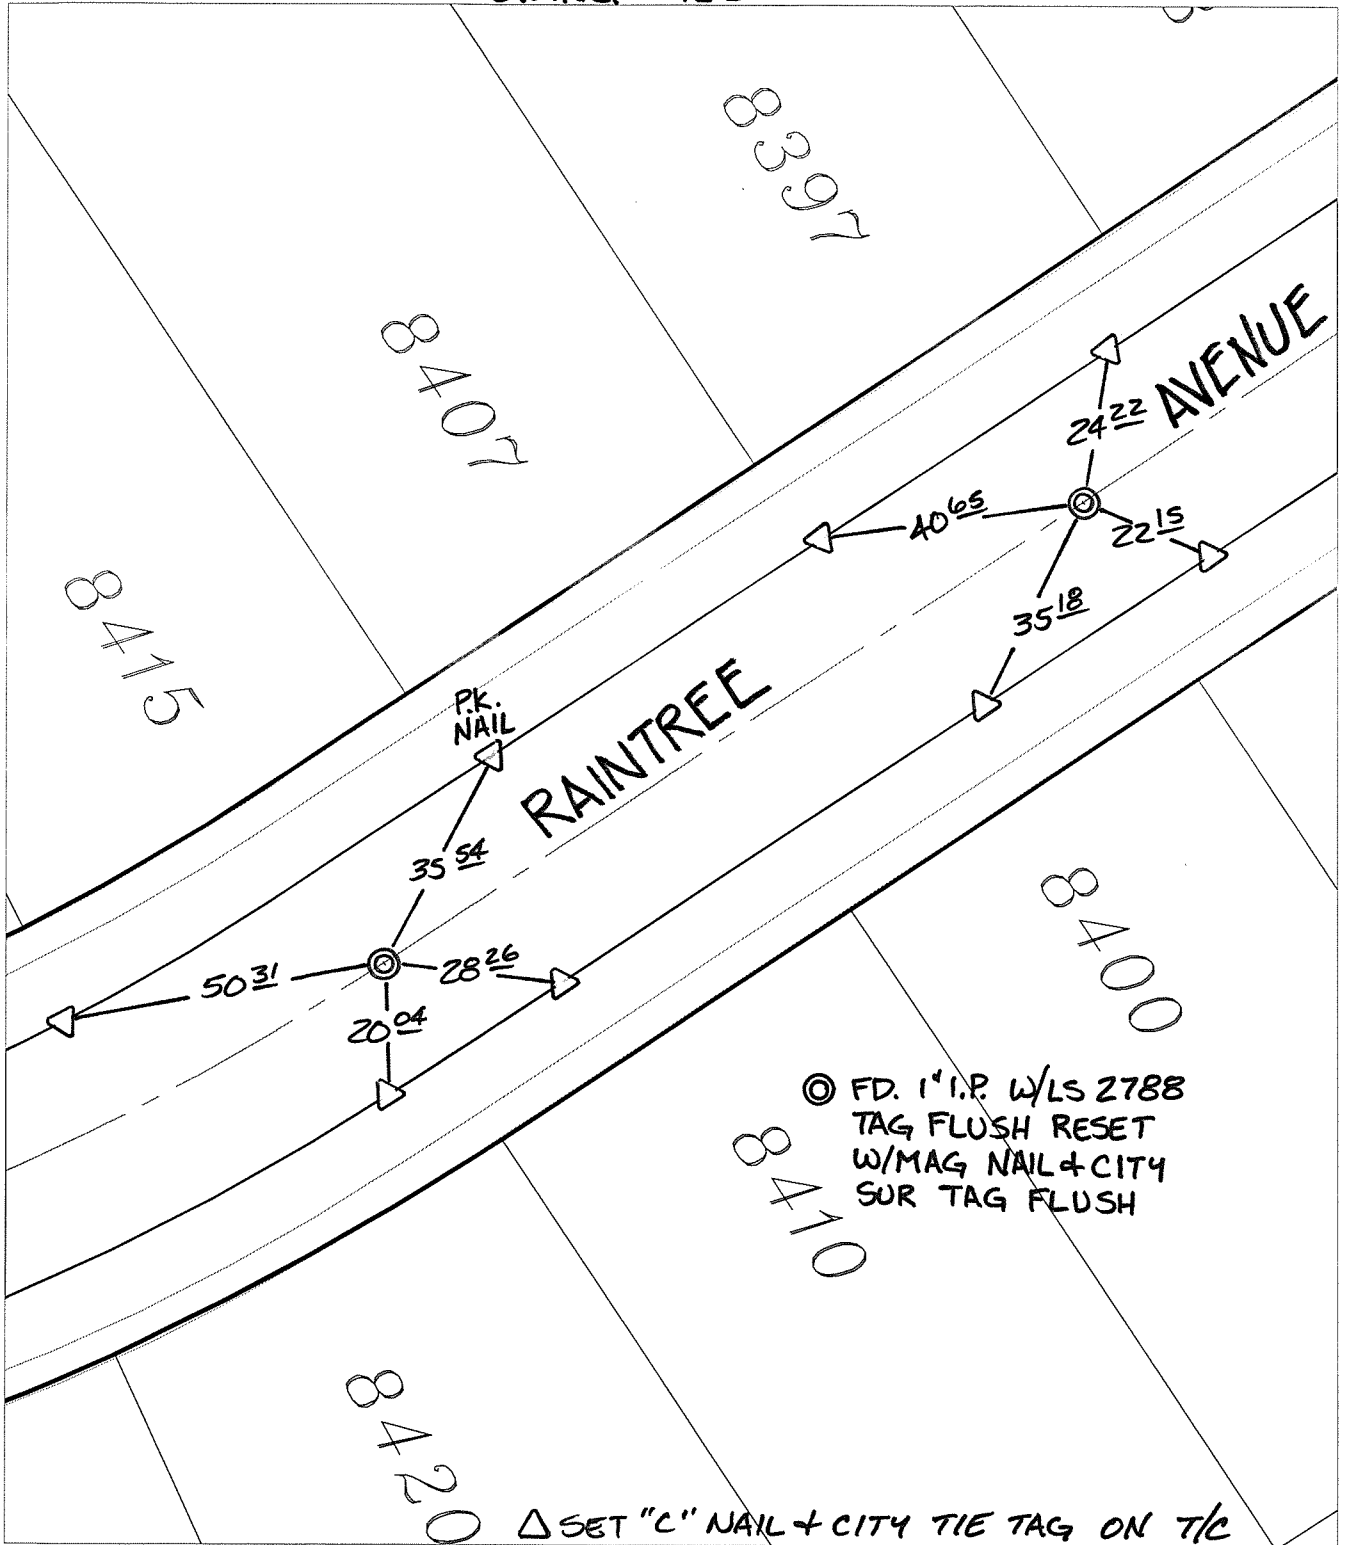 8397
8407
8415
AVENUE
24 22
40 65
22 15
35 18
P.K.
NAIL
RAINTREE
35 54
50 31
28 26
20 04
8400
FD. 1" I.P. W/LS 2788
TAG FLUSH RESET
W/MAG NAIL & CITY
SUR TAG FLUSH
8410
8420
△ SET "C" NAIL & CITY TIE TAG ON T/C